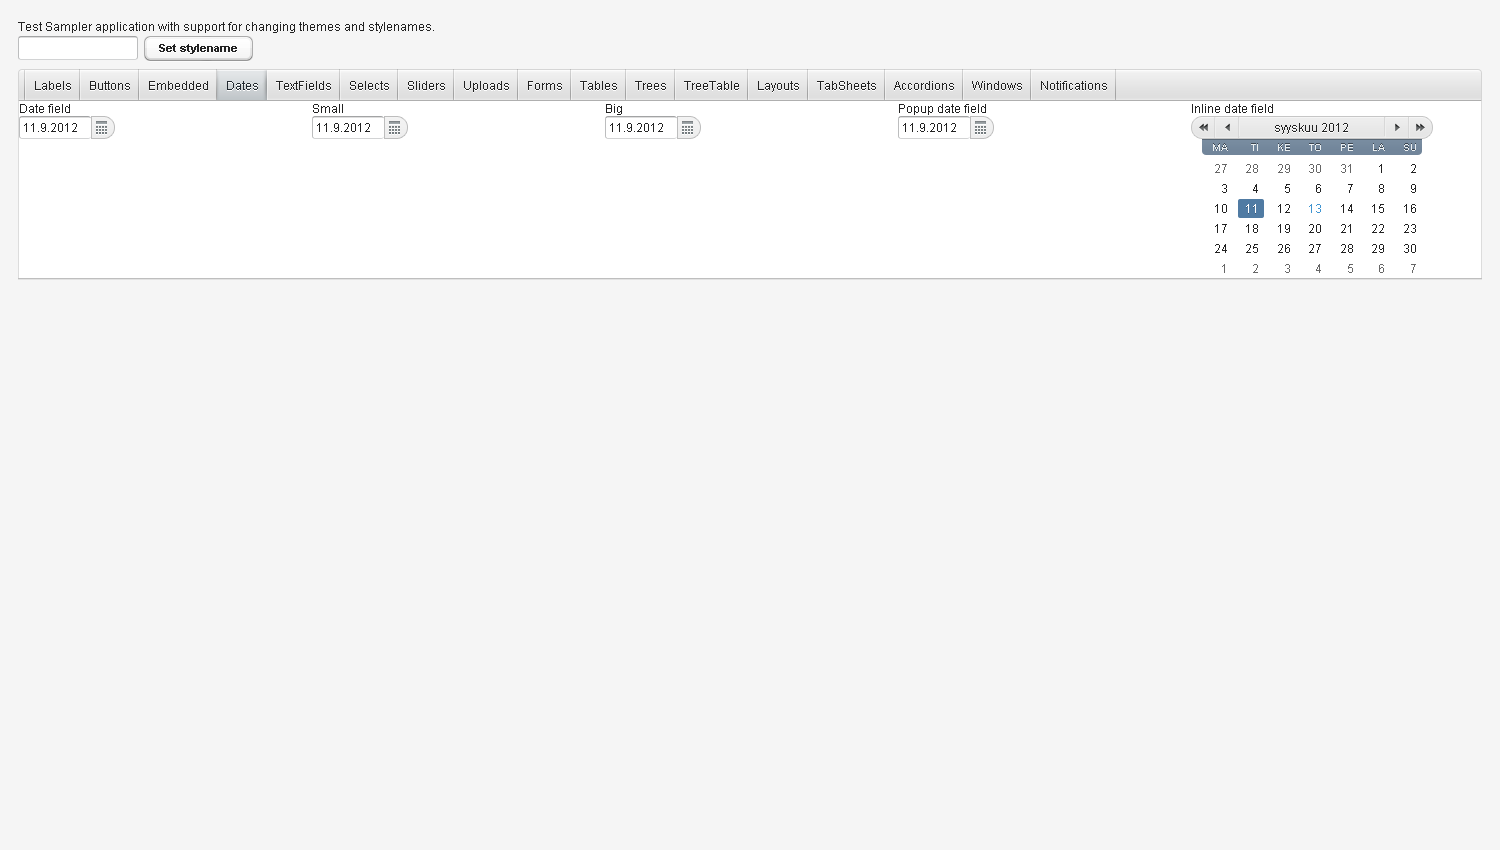 Test Sampler application with support for changing themes and stylenames.
Set stylename
Labels Buttons Embedded Dates TextFields Selects Sliders Uploads Forms Tables Trees TreeTable Layouts TabSheets Accordions Windows Notifications
Date field Small Big Popup date field Inline date field
11.9.2012 11.9.2012 11.9.2012 11.9.2012 syyskuu 2012
MA TI KE TO PE LA SU
27 28 29 30 31 1 2
3 4 5 6 7 8 9
10 11 12 13 14 15 16
17 18 19 20 21 22 23
24 25 26 27 28 29 30
1 2 3 4 5 6 7